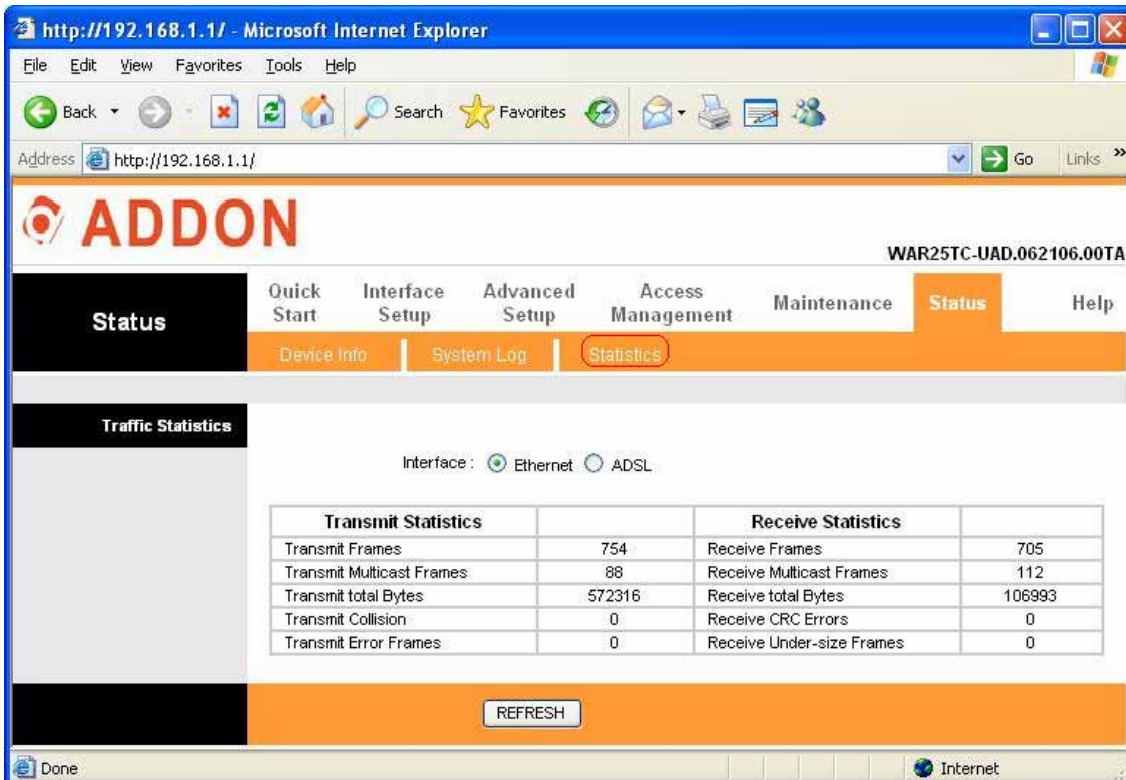 http://192.168.1.1/ - Microsoft Internet Explorer
File Edit View Favorites Tools Help
Back Search Favorites
Address http://192.168.1.1/ Go Links »
ADDON
WAR25TC-UAD.062106.00TA
Status
Quick Start Interface Setup Advanced Setup Access Management Maintenance Status Help
Device Info System Log Statistics
Traffic Statistics
Interface : Ethernet ADSL
Transmit Statistics Receive Statistics
Transmit Frames 754 Receive Frames 705
Transmit Multicast Frames 88 Receive Multicast Frames 112
Transmit total Bytes 572316 Receive total Bytes 106993
Transmit Collision 0 Receive CRC Errors 0
Transmit Error Frames 0 Receive Under-size Frames 0
REFRESH
Done Internet